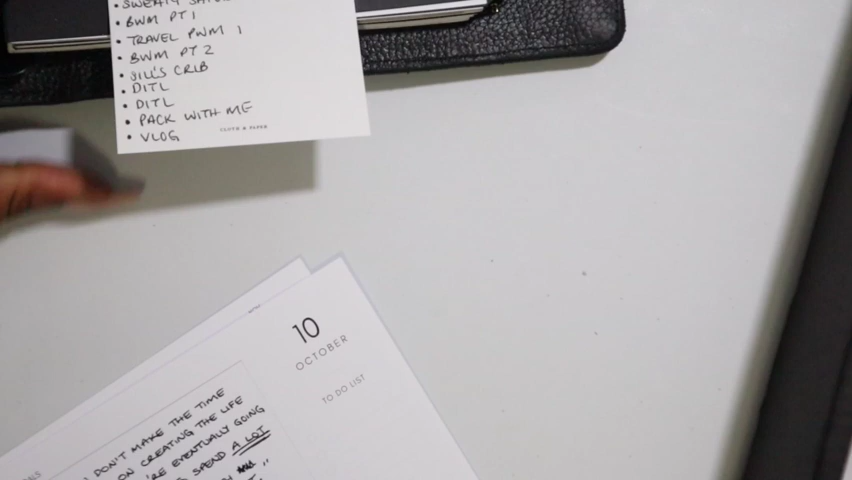 • SWEATY
• BWM PT 1
• TRAVEL PWM 1
• BWM PT 2
• JILL'S CRIB
• DITL
• DITL
• PACK WITH ME
• VLOG
CLOTH & PAPER
10
OCTOBER
TO DO LIST
DON'T MAKE THE TIME
ON CREATING THE LIFE
'RE EVENTUALLY GOING
SPEND A LOT